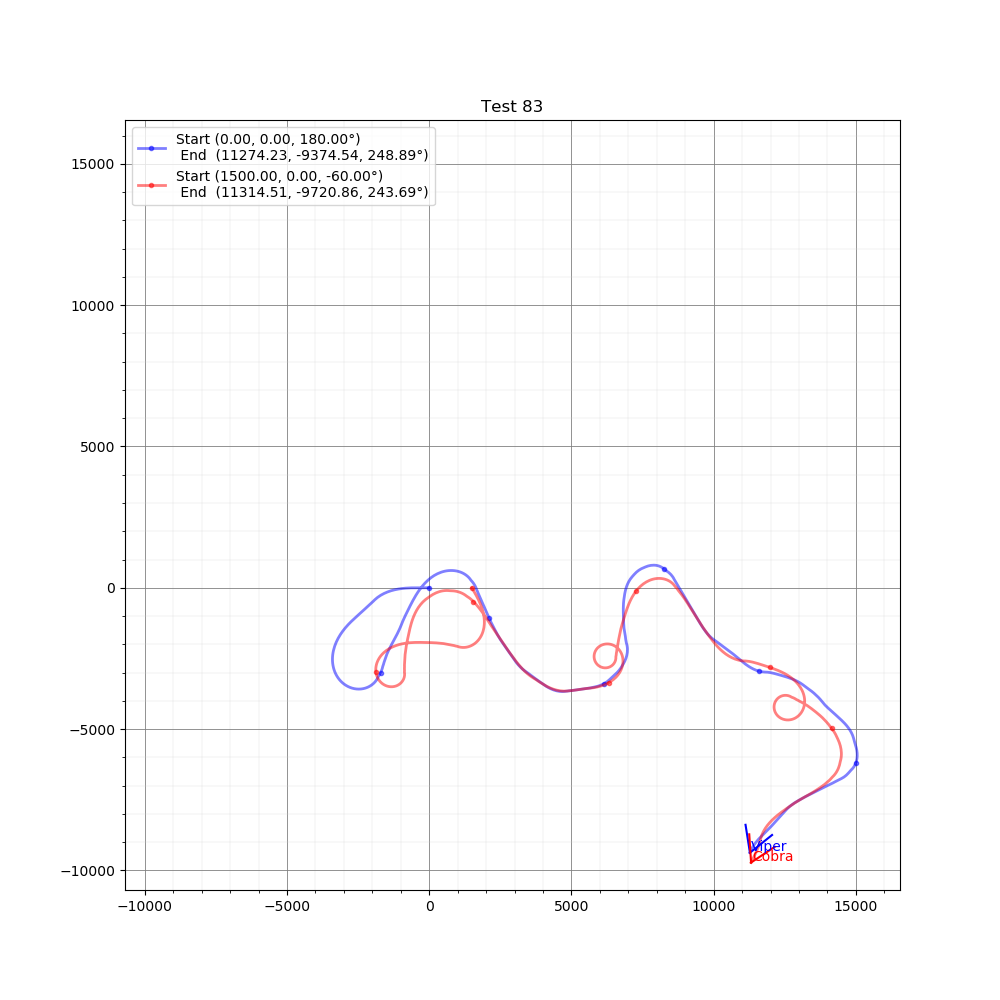 Test 83
Start (0.00, 0.00, 180.00°)
End  (11274.23, -9374.54, 248.89°)
Start (1500.00, 0.00, -60.00°)
End  (11314.51, -9720.86, 243.69°)
15000
10000
5000
0
−5000
−10000
Viper
Cobra
−10000
−5000
0
5000
10000
15000